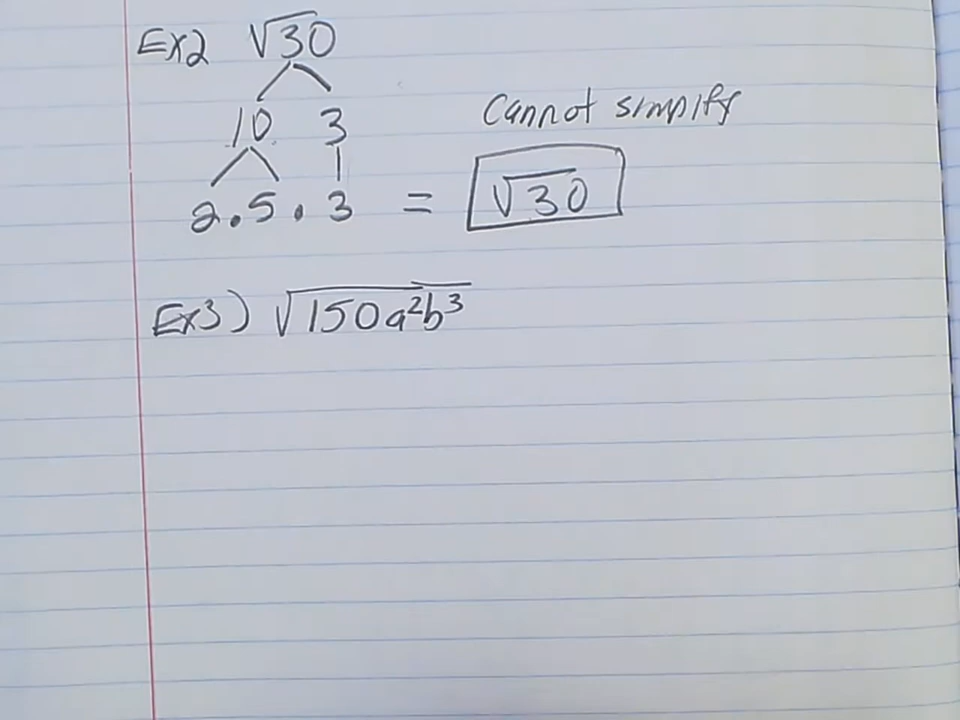 Ex2 √30
10 3
Cannot simplify
2.5.3 = √30
Ex3) √150a²b³